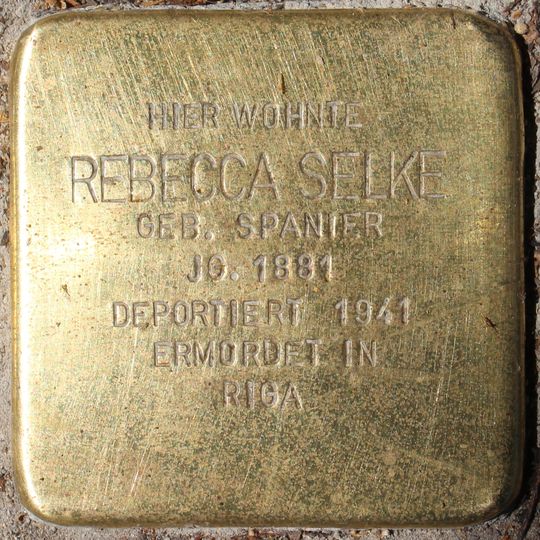 HIER WOHNTE
REBECCA SELKE
GEB. SPANIER
JG. 1881
DEPORTIERT 1941
ERMORDET IN
RIGA